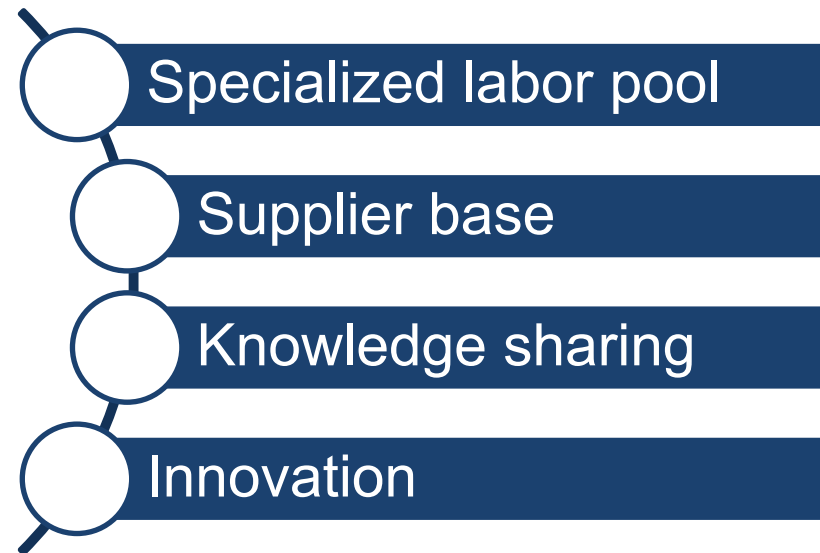 Specialized labor pool
Supplier base
Knowledge sharing
Innovation